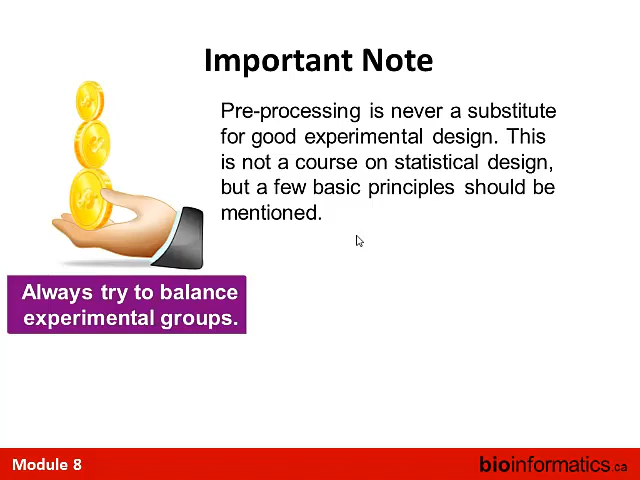 Important Note
Pre-processing is never a substitute
for good experimental design. This
is not a course on statistical design,
but a few basic principles should be
mentioned.
Always try to balance
experimental groups.
Module 8
bioinformatics.ca